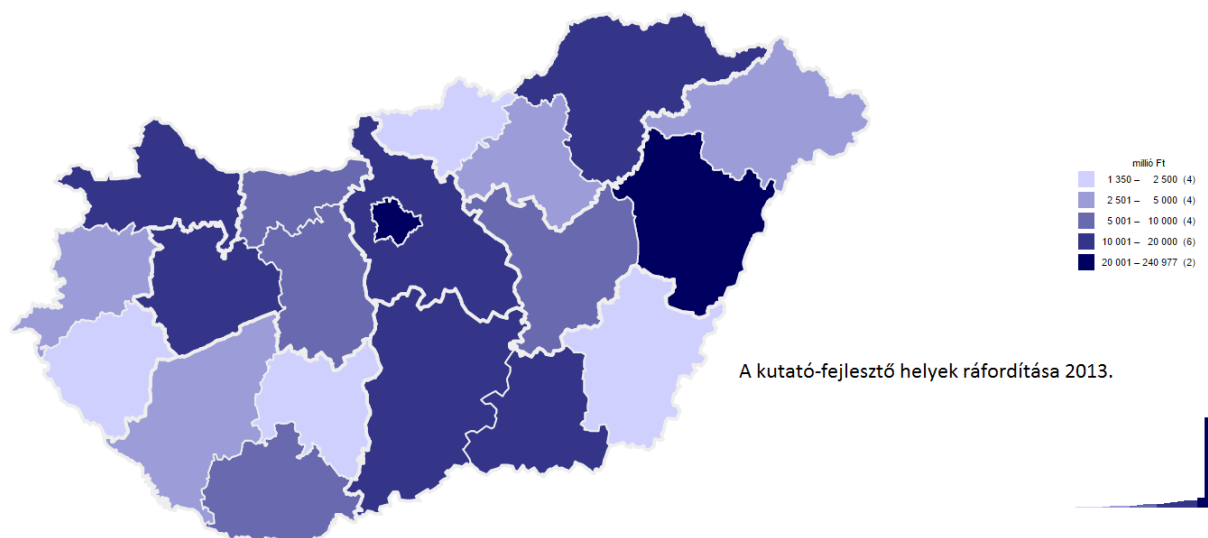 millió Ft
1 350 – 2 500 (4)
2 501 – 5 000 (4)
5 001 – 10 000 (4)
10 001 – 20 000 (6)
20 001 – 240 977 (2)
A kutató-fejlesztő helyek ráfordítása 2013.